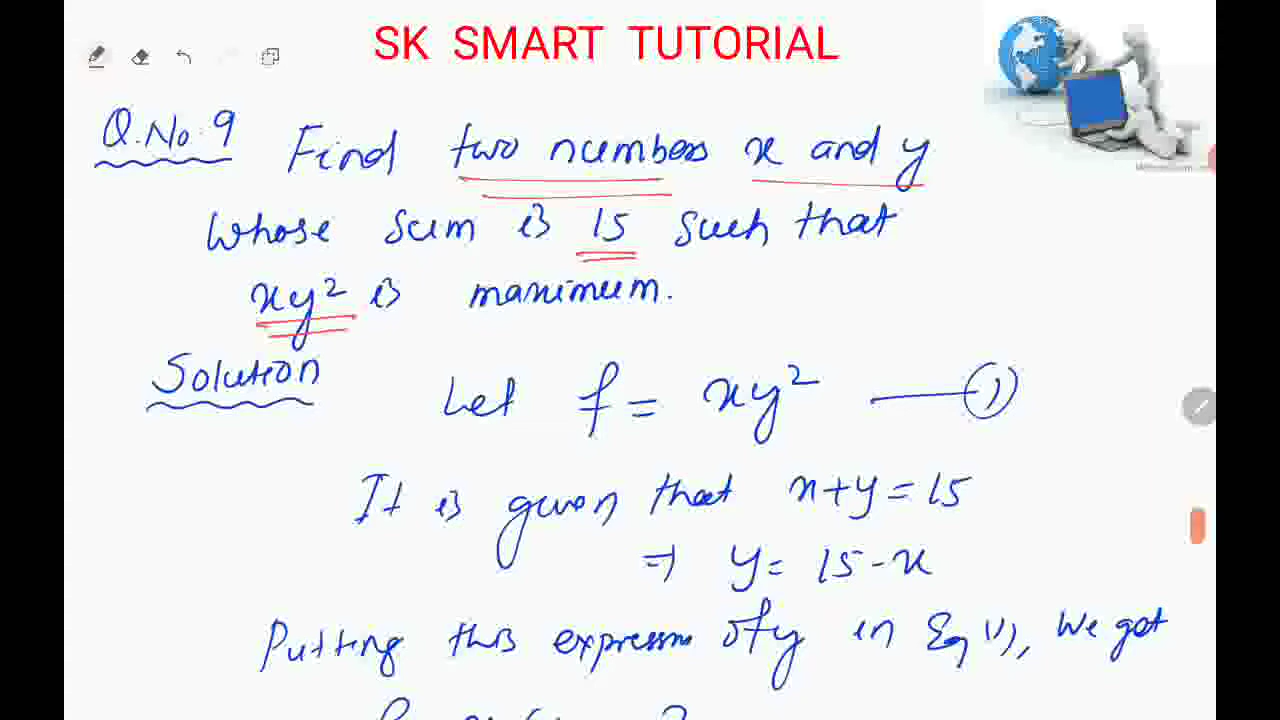 SK SMART TUTORIAL
Q.No.9 Find two numbers x and y
whose sum is 15 such that
xy² is maximum.
Solution
Let f = xy² —— (1)
It is given that x+y=15
⇒ y= 15-x
Putting this expression of y in Eq (1), We get